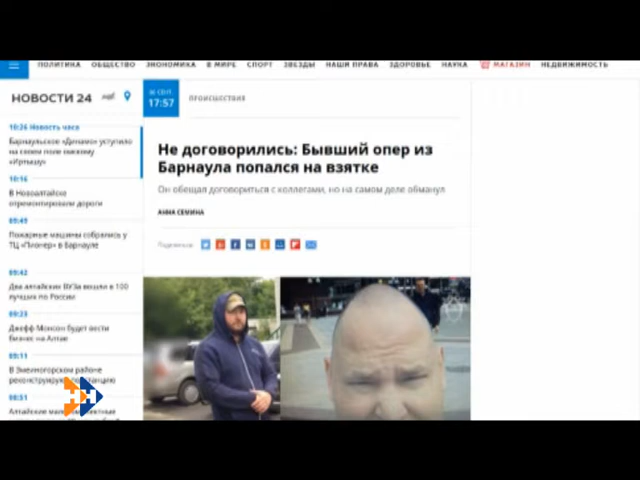 ПОЛИТИКА ОБЩЕСТВО ЭКОНОМИКА В МИРЕ СПОРТ ЗВЕЗДЫ НАШИ ПРАВА ЗДОРОВЬЕ НАУКА МАГАЗИН НЕДВИЖИМОСТЬ
НОВОСТИ 24
17:57
ПРОИСШЕСТВИЯ
10:26 Новость часа
Барнаульское «Динамо» уступило
на своем поле омскому
«Иртышу»
10:16
В Новоалтайске
отремонтировали дороги
09:49
Пожарные машины собрались у
ТЦ «Пионер» в Барнауле
09:42
Два алтайских ВУЗа вошли в 100
лучших по России
09:23
Джефф Монсон будет вести
бизнес на Алтае
09:11
В Змеиногорском районе
08:51
Алтайские
Не договорились: Бывший опер из
Барнаула попался на взятке
Он обещал договориться с коллегами, но на самом деле обманул
АННА СЕМИНА
Поделиться: